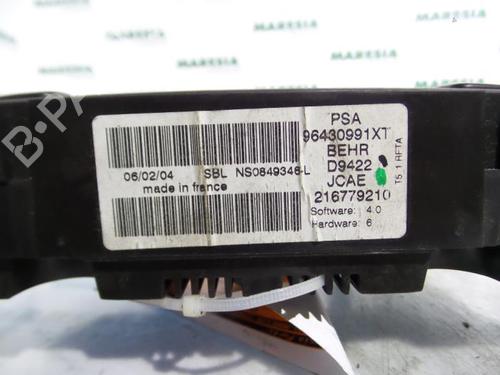 PSA
96430991XT
BEHR
D9422
JCAE
216779210
Software: 4.0
Hardware: 6
T5 1 RFTA
06/02/04 SBL NS0849346-L
made in france
B-PA